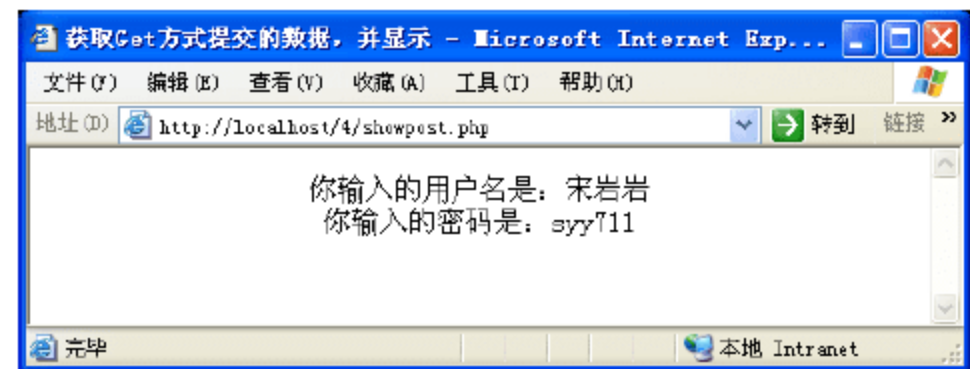 获取Get方式提交的数据，并显示 - Microsoft Internet Exp...
文件(F) 编辑(E) 查看(V) 收藏(A) 工具(T) 帮助(H)
地址(D) http://localhost/4/showpost.php 转到 链接 »
你输入的用户名是：宋岩岩
你输入的密码是：syy711
完毕 本地 Intranet